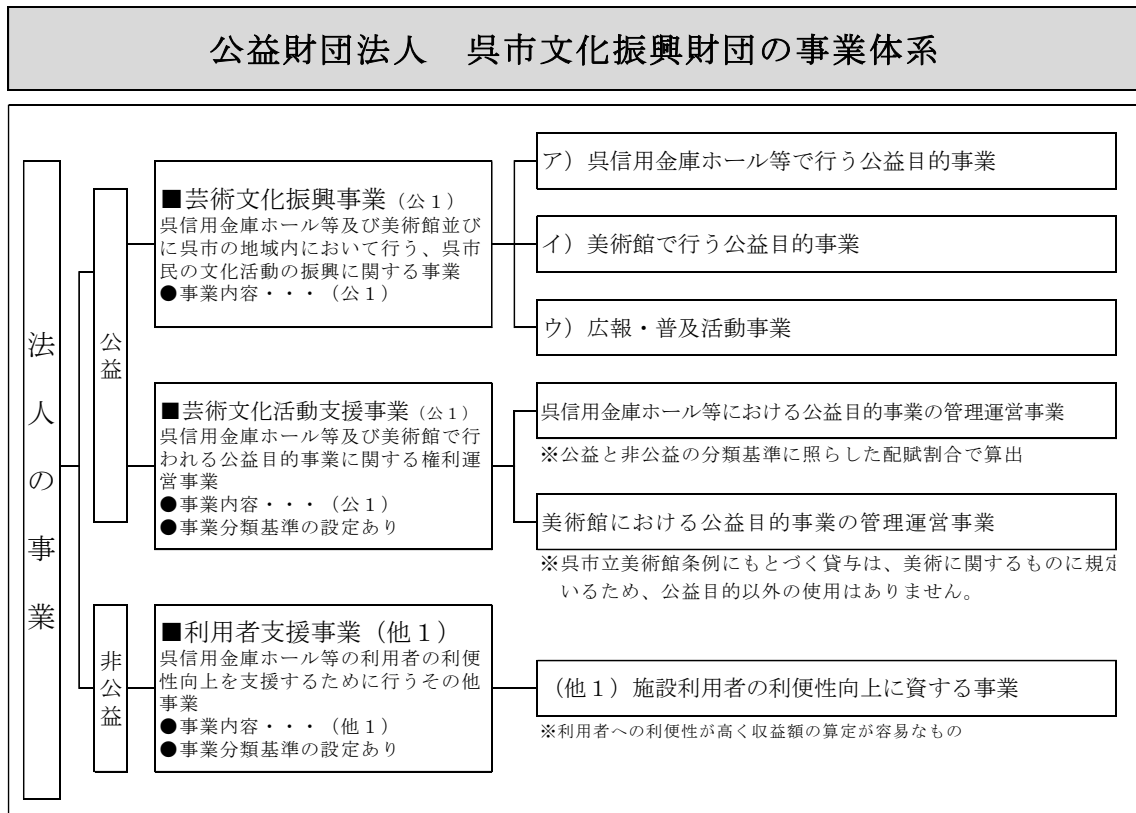 公益財団法人　呉市文化振興財団の事業体系
法人の事業
公益
■芸術文化振興事業（公１）
呉信用金庫ホール等及び美術館並び
に呉市の地域内において行う、呉市
民の文化活動の振興に関する事業
●事業内容・・・（公１）
ア）呉信用金庫ホール等で行う公益目的事業
イ）美術館で行う公益目的事業
ウ）広報・普及活動事業
■芸術文化活動支援事業（公１）
呉信用金庫ホール等及び美術館で行
われる公益目的事業に関する権利運
営事業
●事業内容・・・（公１）
●事業分類基準の設定あり
呉信用金庫ホール等における公益目的事業の管理運営事業
※公益と非公益の分類基準に照らした配賦割合で算出
美術館における公益目的事業の管理運営事業
※呉市立美術館条例にもとづく貸与は、美術に関するものに規定
いるため、公益目的以外の使用はありません。
非公益
■利用者支援事業（他１）
呉信用金庫ホール等の利用者の利便
性向上を支援するために行うその他
事業
●事業内容・・・（他１）
●事業分類基準の設定あり
（他１）施設利用者の利便性向上に資する事業
※利用者への利便性が高く収益額の算定が容易なもの